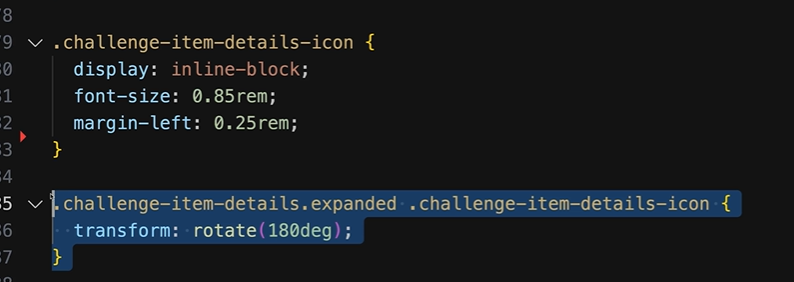 78
79 .challenge-item-details-icon {
80 display: inline-block;
81 font-size: 0.85rem;
82 margin-left: 0.25rem;
83 }
84
85 .challenge-item-details.expanded .challenge-item-details-icon {
86 transform: rotate(180deg);
87 }